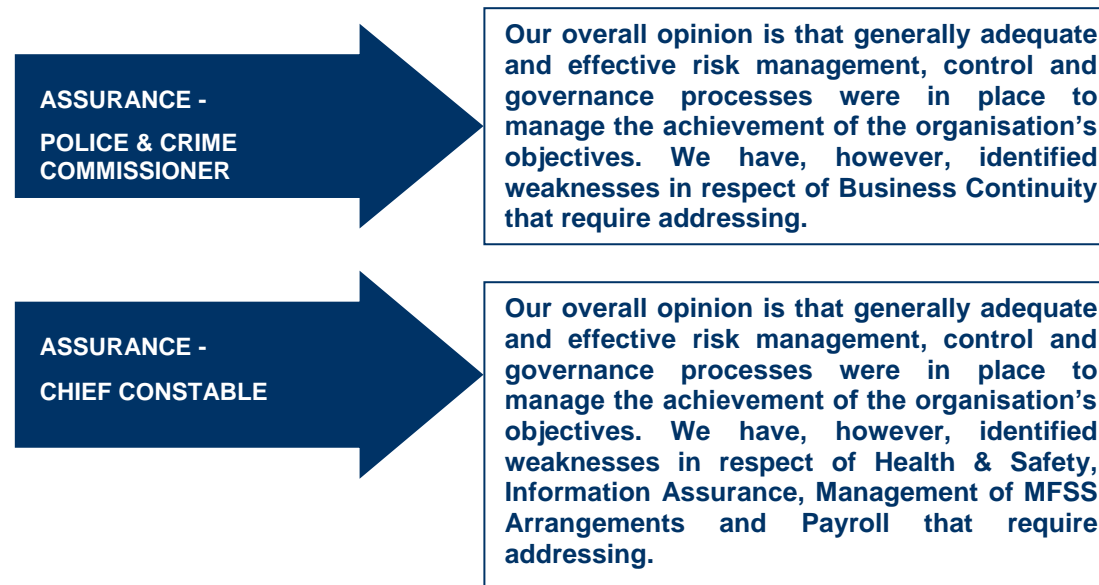 ASSURANCE -
POLICE & CRIME
COMMISSIONER
Our overall opinion is that generally adequate
and effective risk management, control and
governance processes were in place to
manage the achievement of the organisation's
objectives. We have, however, identified
weaknesses in respect of Business Continuity
that require addressing.
ASSURANCE -
CHIEF CONSTABLE
Our overall opinion is that generally adequate
and effective risk management, control and
governance processes were in place to
manage the achievement of the organisation's
objectives. We have, however, identified
weaknesses in respect of Health & Safety,
Information Assurance, Management of MFSS
Arrangements and Payroll that require
addressing.